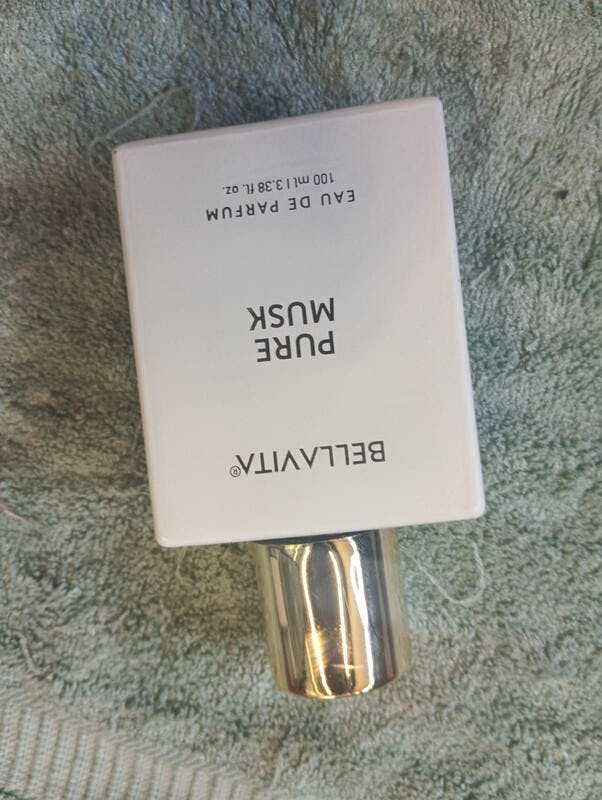 BELLAVITA®
PURE
MUSK
EAU DE PARFUM
100 ml I 3.38 fl. oz.